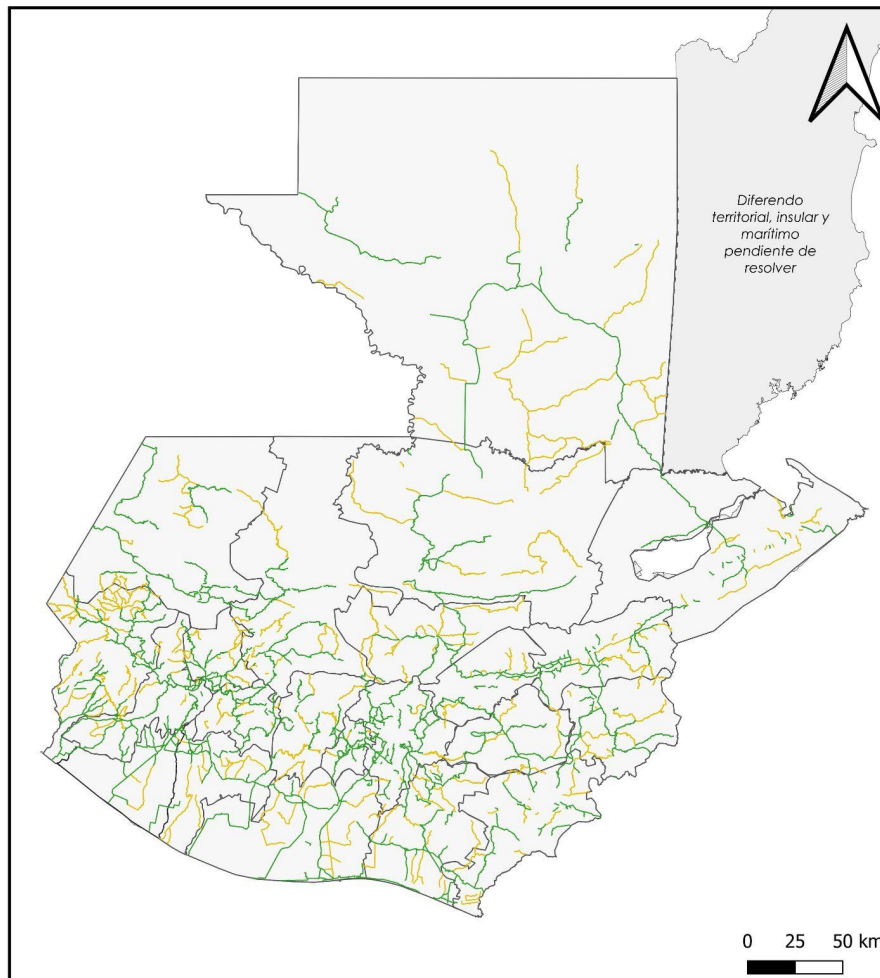 Diferendo
territorial, insular y
marítimo
pendiente de
resolver
0 25 50 km